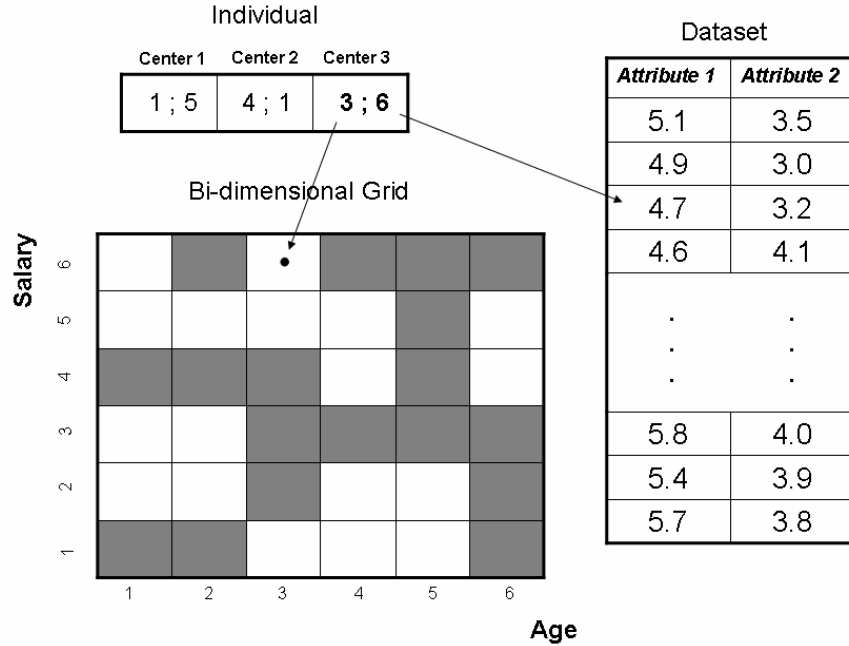 Individual
Center 1 Center 2 Center 3
1 ; 5 4 ; 1 3 ; 6
Dataset
Attribute 1 Attribute 2
5.1 3.5
4.9 3.0
4.7 3.2
4.6 4.1
. .
. .
. .
5.8 4.0
5.4 3.9
5.7 3.8
Bi-dimensional Grid
Salary
6
5
4
3
2
1
1 2 3 4 5 6
Age